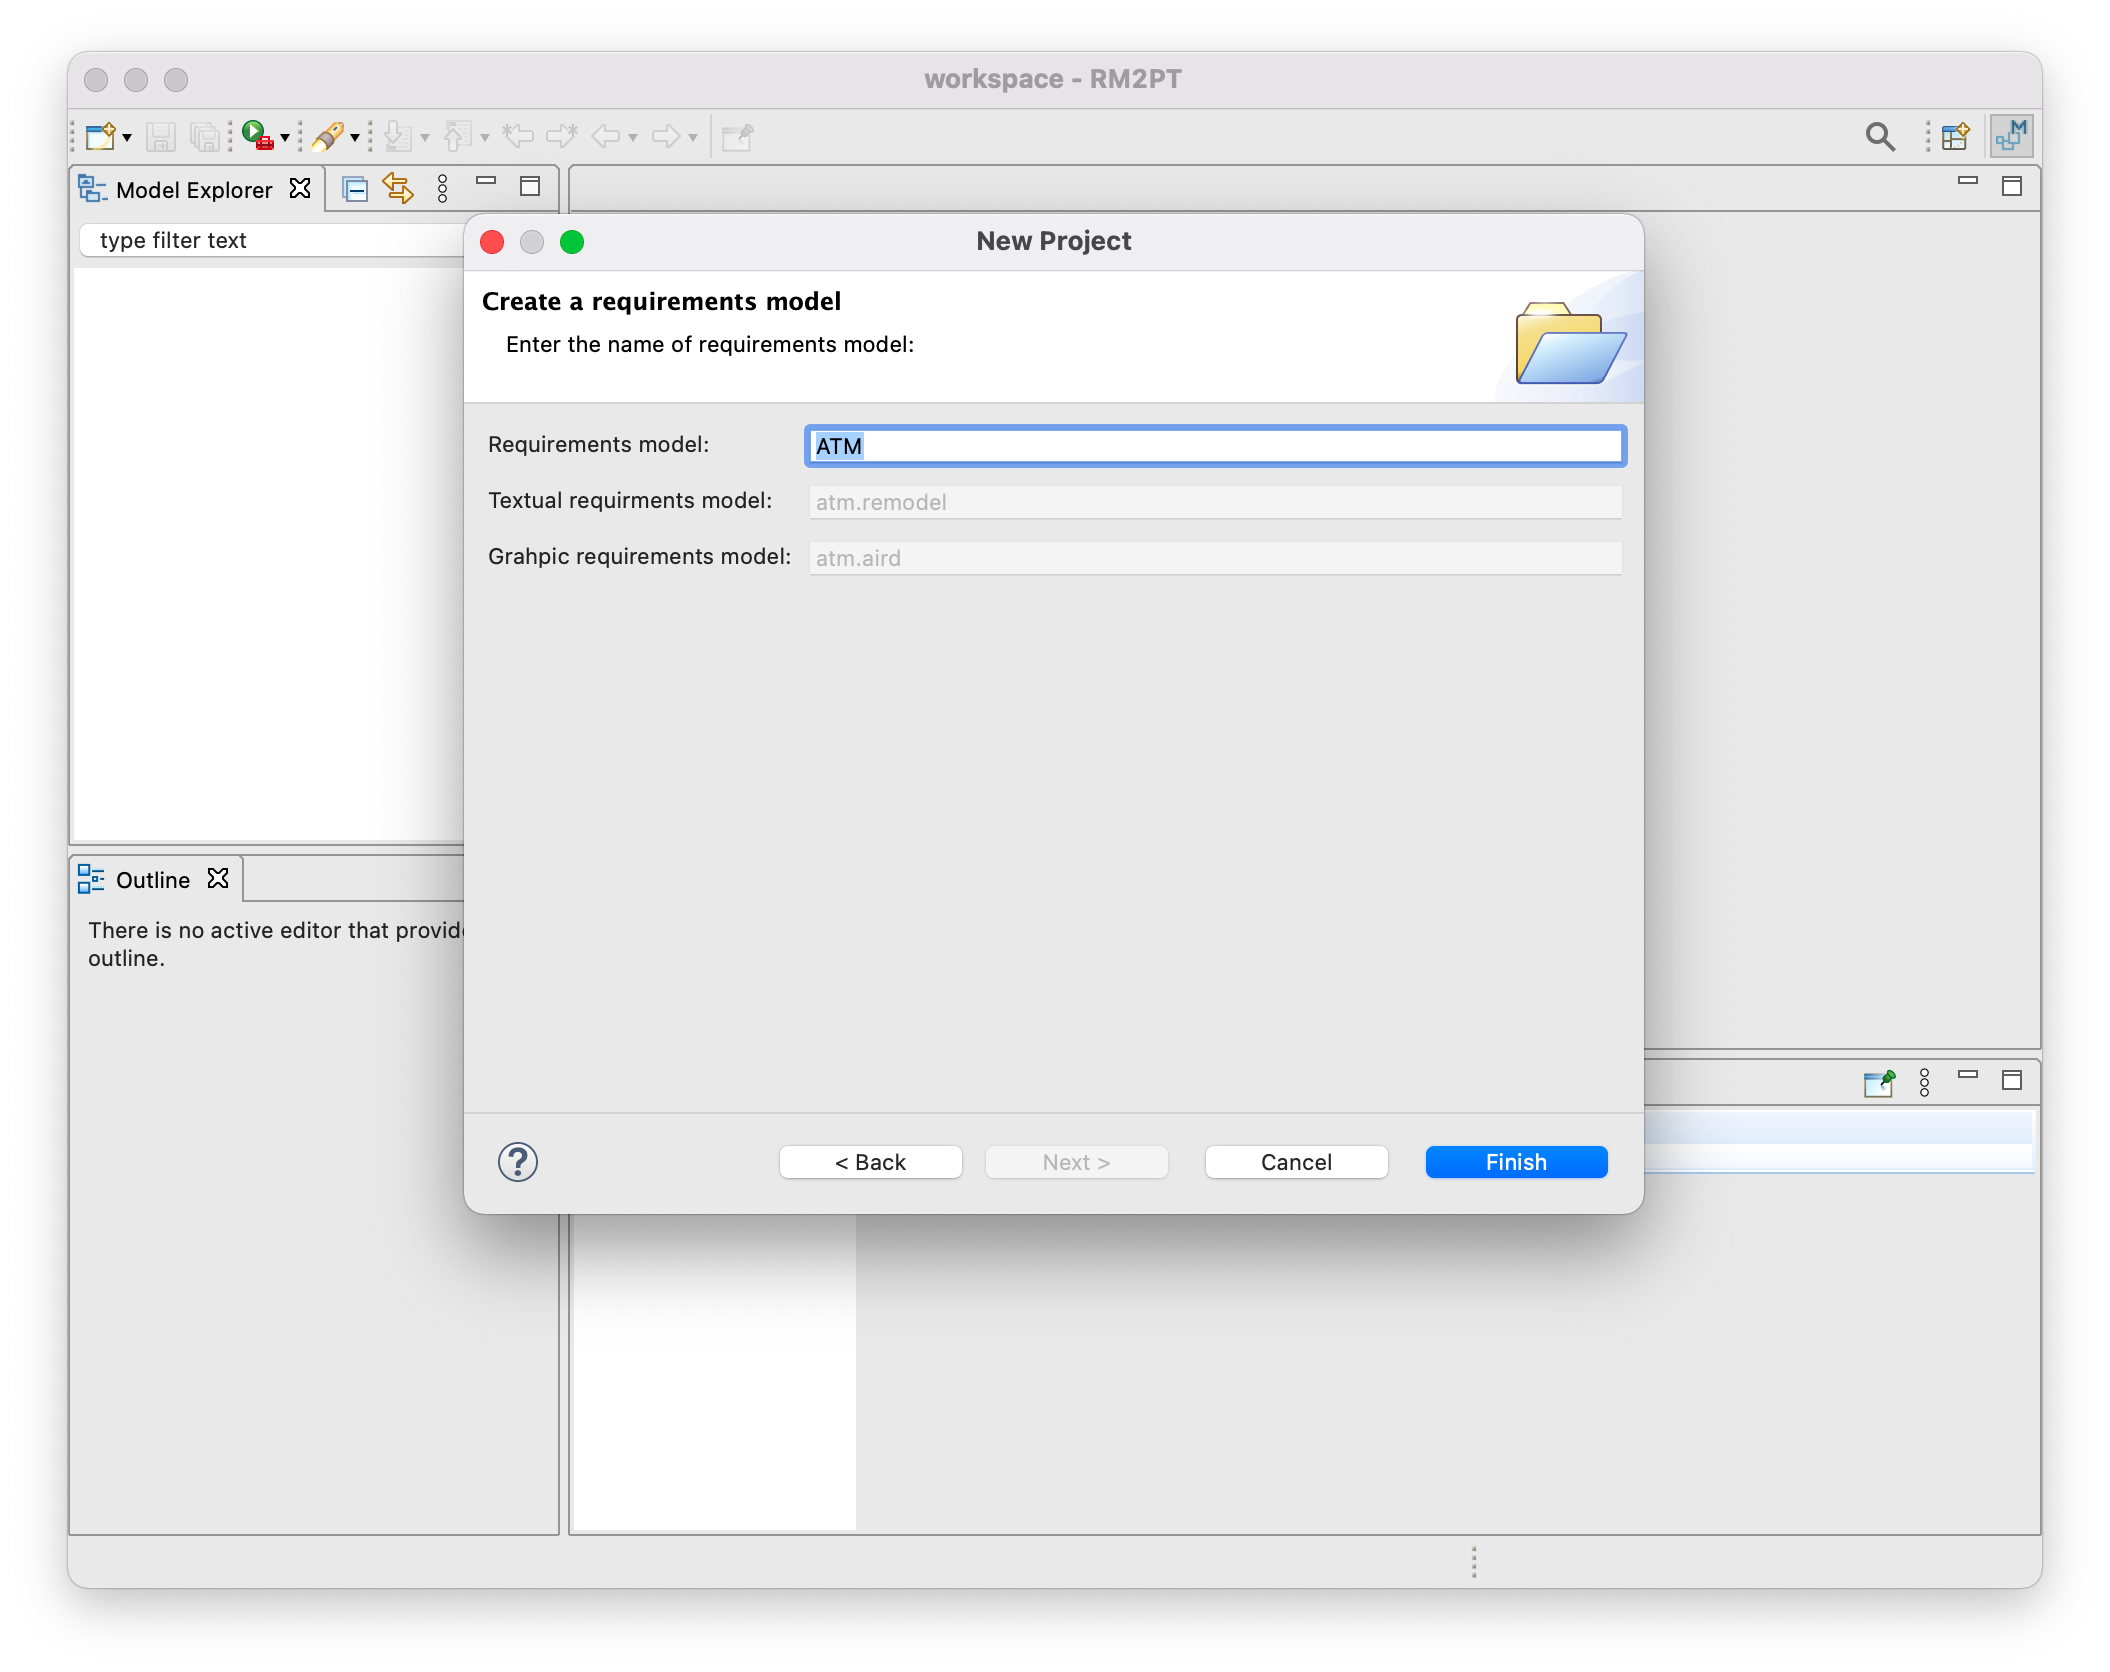 workspace - RM2PT
Model Explorer
type filter text
New Project
Create a requirements model
Enter the name of requirements model:
Requirements model: ATM
Textual requirments model: atm.remodel
Grahpic requirements model: atm.aird
Outline
There is no active editor that
outline.
? < Back Next > Cancel Finish